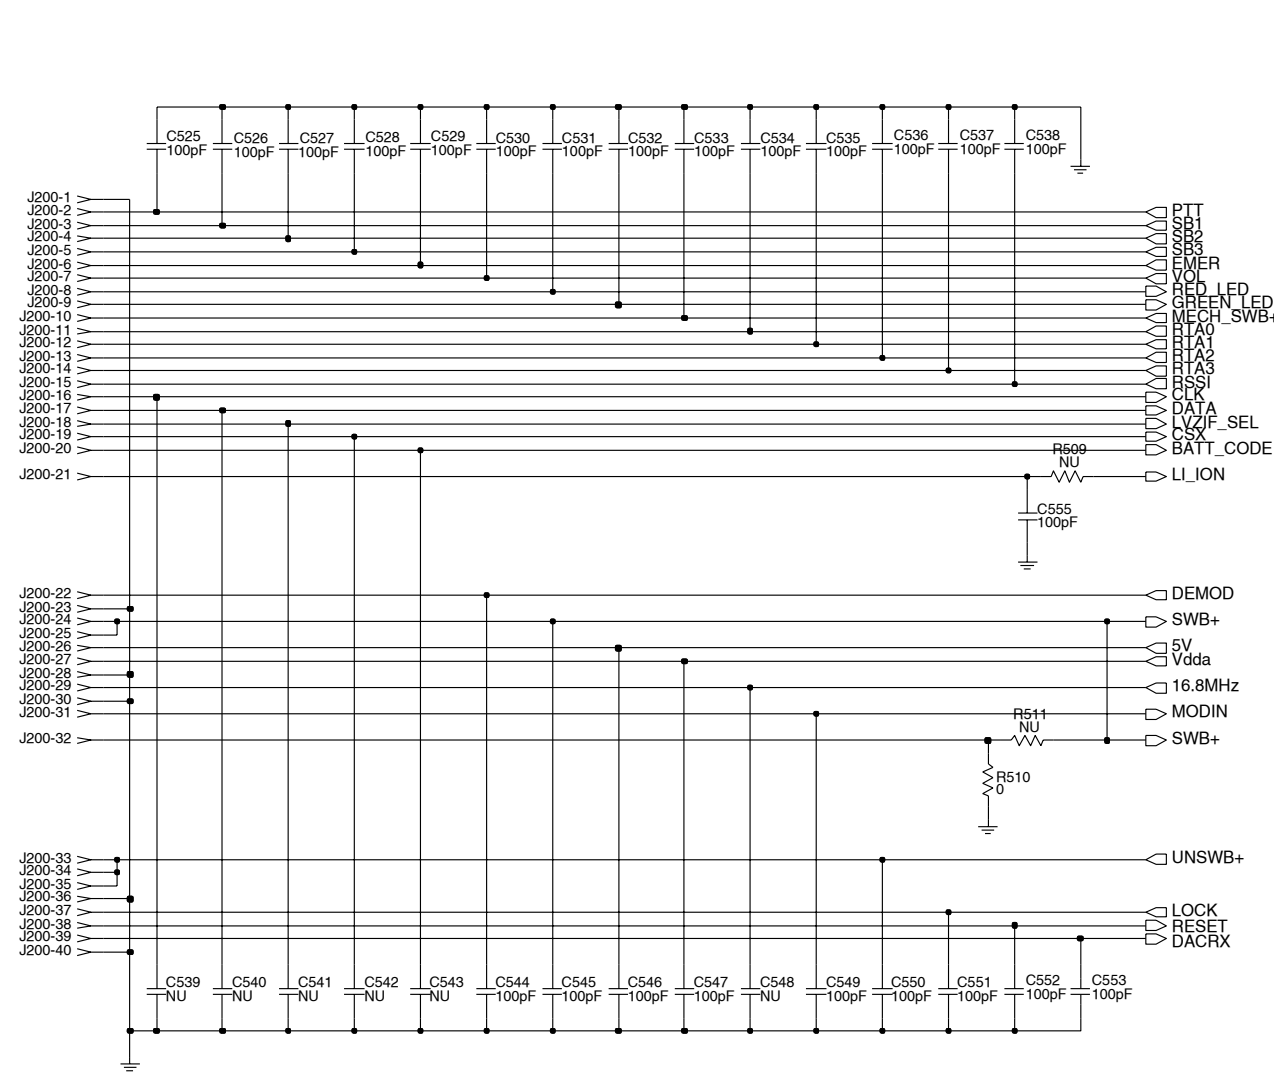 C525 C526 C527 C528 C529 C530 C531 C532 C533 C534 C535 C536 C537 C538
100pF 100pF 100pF 100pF 100pF 100pF 100pF 100pF 100pF 100pF 100pF 100pF 100pF 100pF
J200-1
J200-2 PTT
J200-3 SB1
J200-4 SB2
J200-5 SB3
J200-6 EMER
J200-7 VOL
J200-8 RED_LED
J200-9 GREEN_LED
J200-10 MECH_SWB+
J200-11 RTA0
J200-12 RTA1
J200-13 RTA2
J200-14 RTA3
J200-15 RSSI
J200-16 CLK
J200-17 DATA
J200-18 LVZIF_SEL
J200-19 CSX
J200-20 BATT_CODE
R509
NU
J200-21 LI_ION
C555
100pF
J200-22 DEMOD
J200-23
J200-24 SWB+
J200-25
J200-26 5V
J200-27 Vdda
J200-28
J200-29 16.8MHz
J200-30
J200-31 MODIN
R511
NU
J200-32 SWB+
R510
0
J200-33 UNSWB+
J200-34
J200-35
J200-36
J200-37 LOCK
J200-38 RESET
J200-39 DACRX
J200-40
C539 C540 C541 C542 C543 C544 C545 C546 C547 C548 C549 C550 C551 C552 C553
NU NU NU NU NU 100pF 100pF 100pF 100pF NU 100pF 100pF 100pF 100pF 100pF